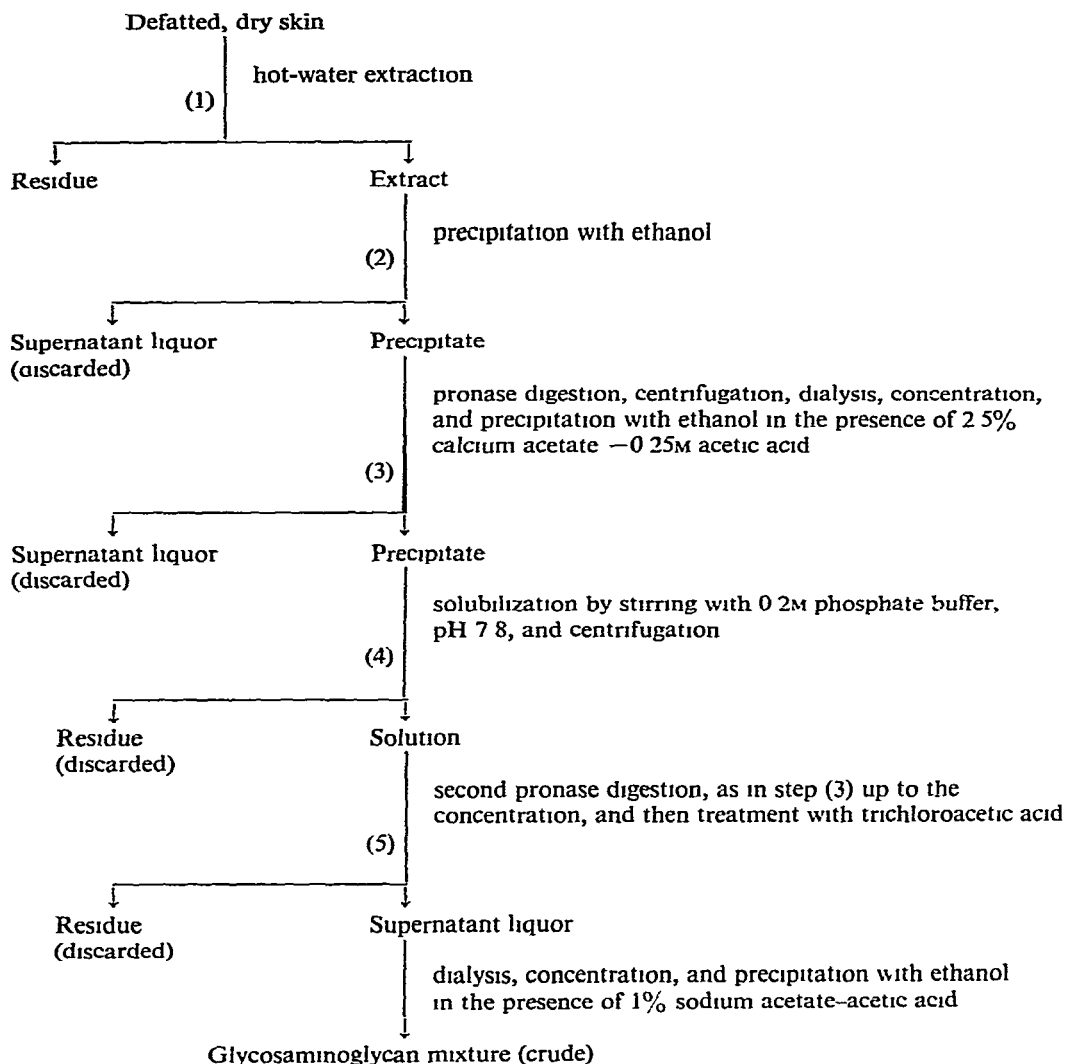 Defatted, dry skin
hot-water extraction
(1)
Residue
Extract
precipitation with ethanol
(2)
Supernatant liquor
(discarded)
Precipitate
pronase digestion, centrifugation, dialysis, concentration,
and precipitation with ethanol in the presence of 2 5%
calcium acetate –0 25M acetic acid
(3)
Supernatant liquor
(discarded)
Precipitate
solubilization by stirring with 0 2M phosphate buffer,
pH 7 8, and centrifugation
(4)
Residue
(discarded)
Solution
second pronase digestion, as in step (3) up to the
concentration, and then treatment with trichloroacetic acid
(5)
Residue
(discarded)
Supernatant liquor
dialysis, concentration, and precipitation with ethanol
in the presence of 1% sodium acetate–acetic acid
Glycosaminoglycan mixture (crude)